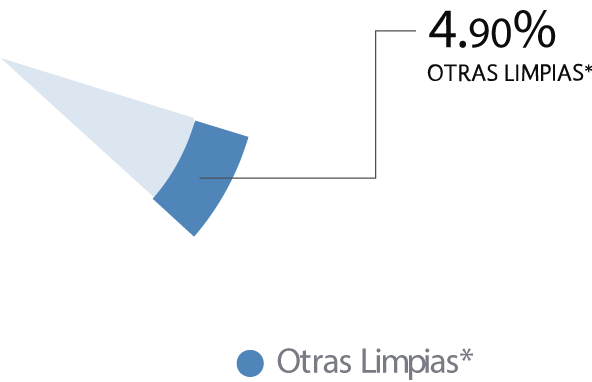 4.90%
OTRAS LIMPIAS*
Otras Limpias*